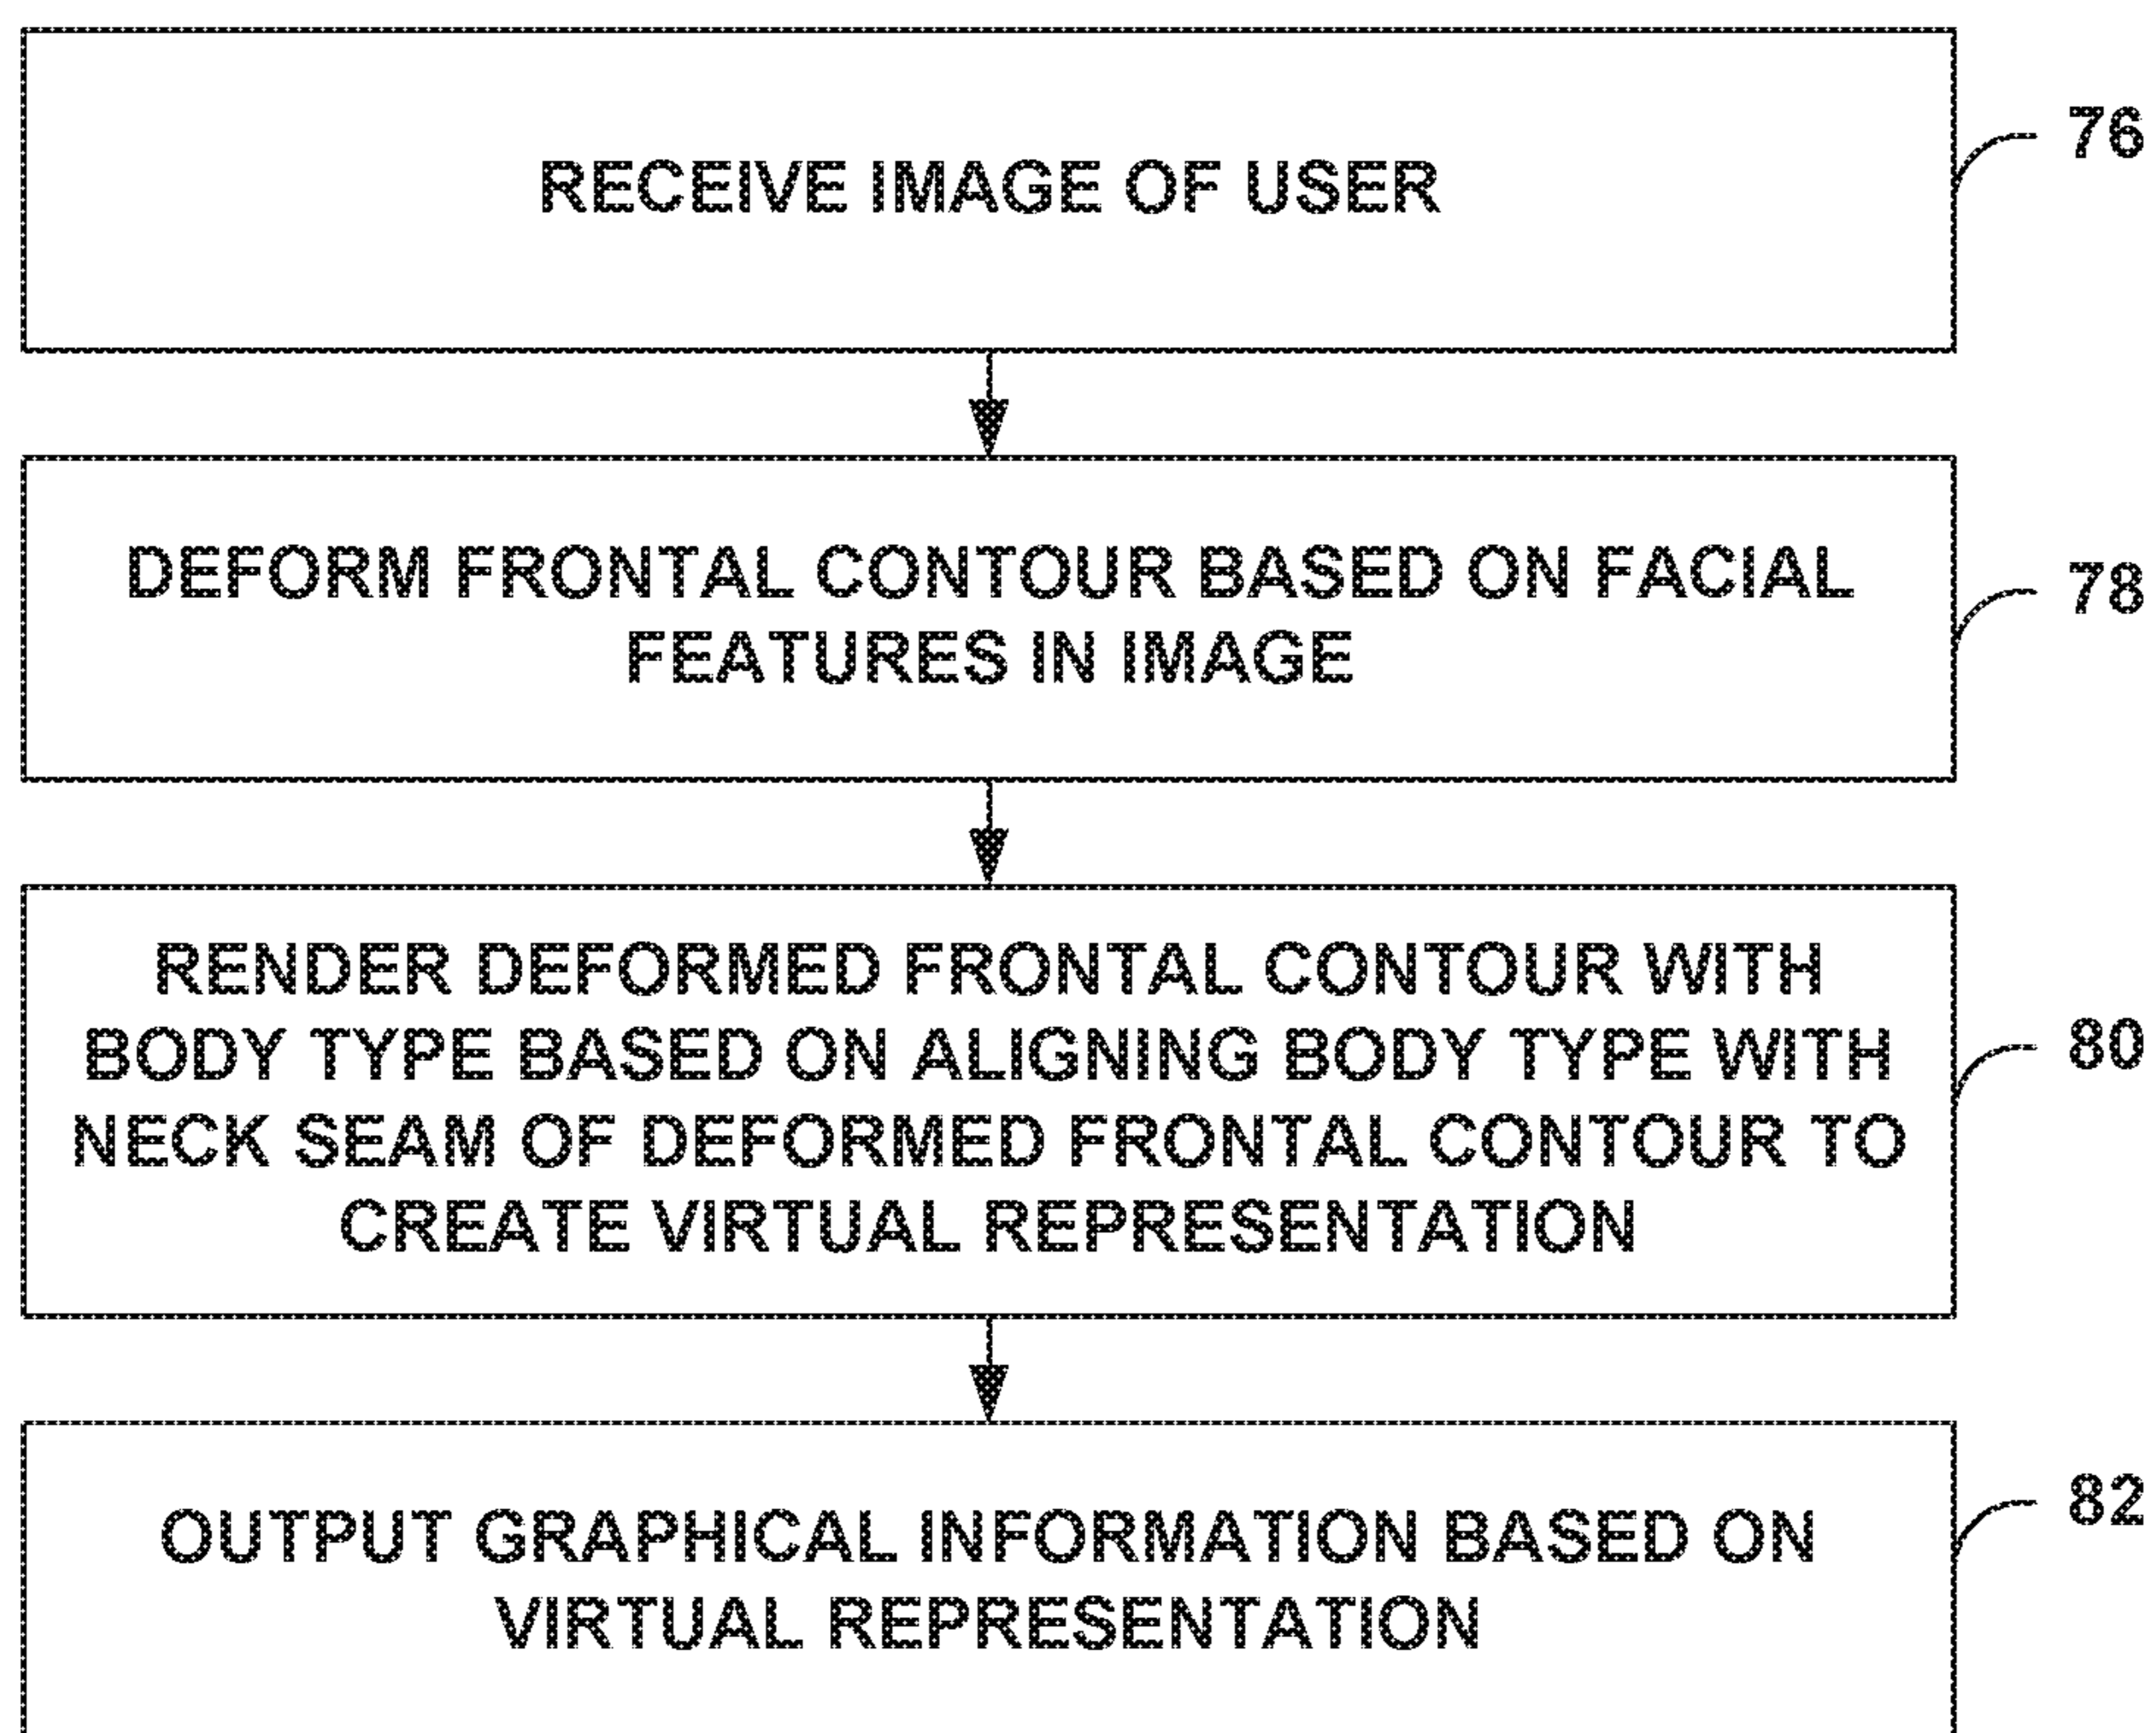 RECEIVE IMAGE OF USER
76
DEFORM FRONTAL CONTOUR BASED ON FACIAL
FEATURES IN IMAGE
78
RENDER DEFORMED FRONTAL CONTOUR WITH
BODY TYPE BASED ON ALIGNING BODY TYPE WITH
NECK SEAM OF DEFORMED FRONTAL CONTOUR TO
CREATE VIRTUAL REPRESENTATION
80
OUTPUT GRAPHICAL INFORMATION BASED ON
VIRTUAL REPRESENTATION
82